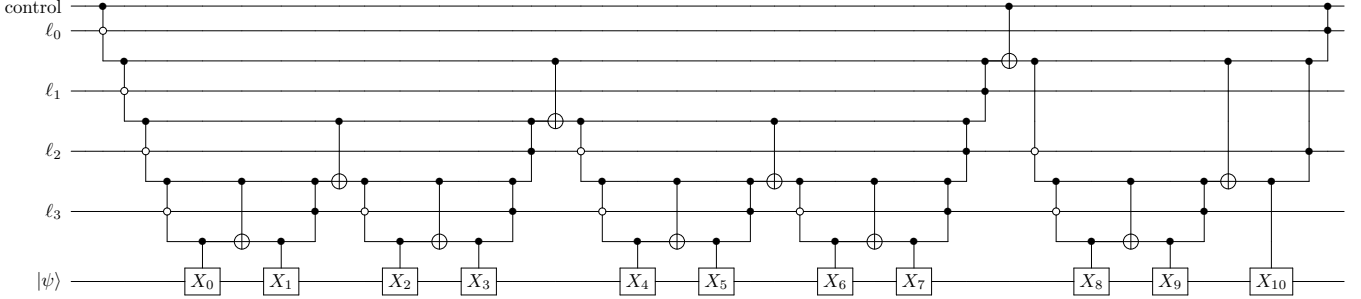 control
ℓ₀
ℓ₁
ℓ₂
ℓ₃
|ψ⟩ X₀ X₁ X₂ X₃ X₄ X₅ X₆ X₇ X₈ X₉ X₁₀